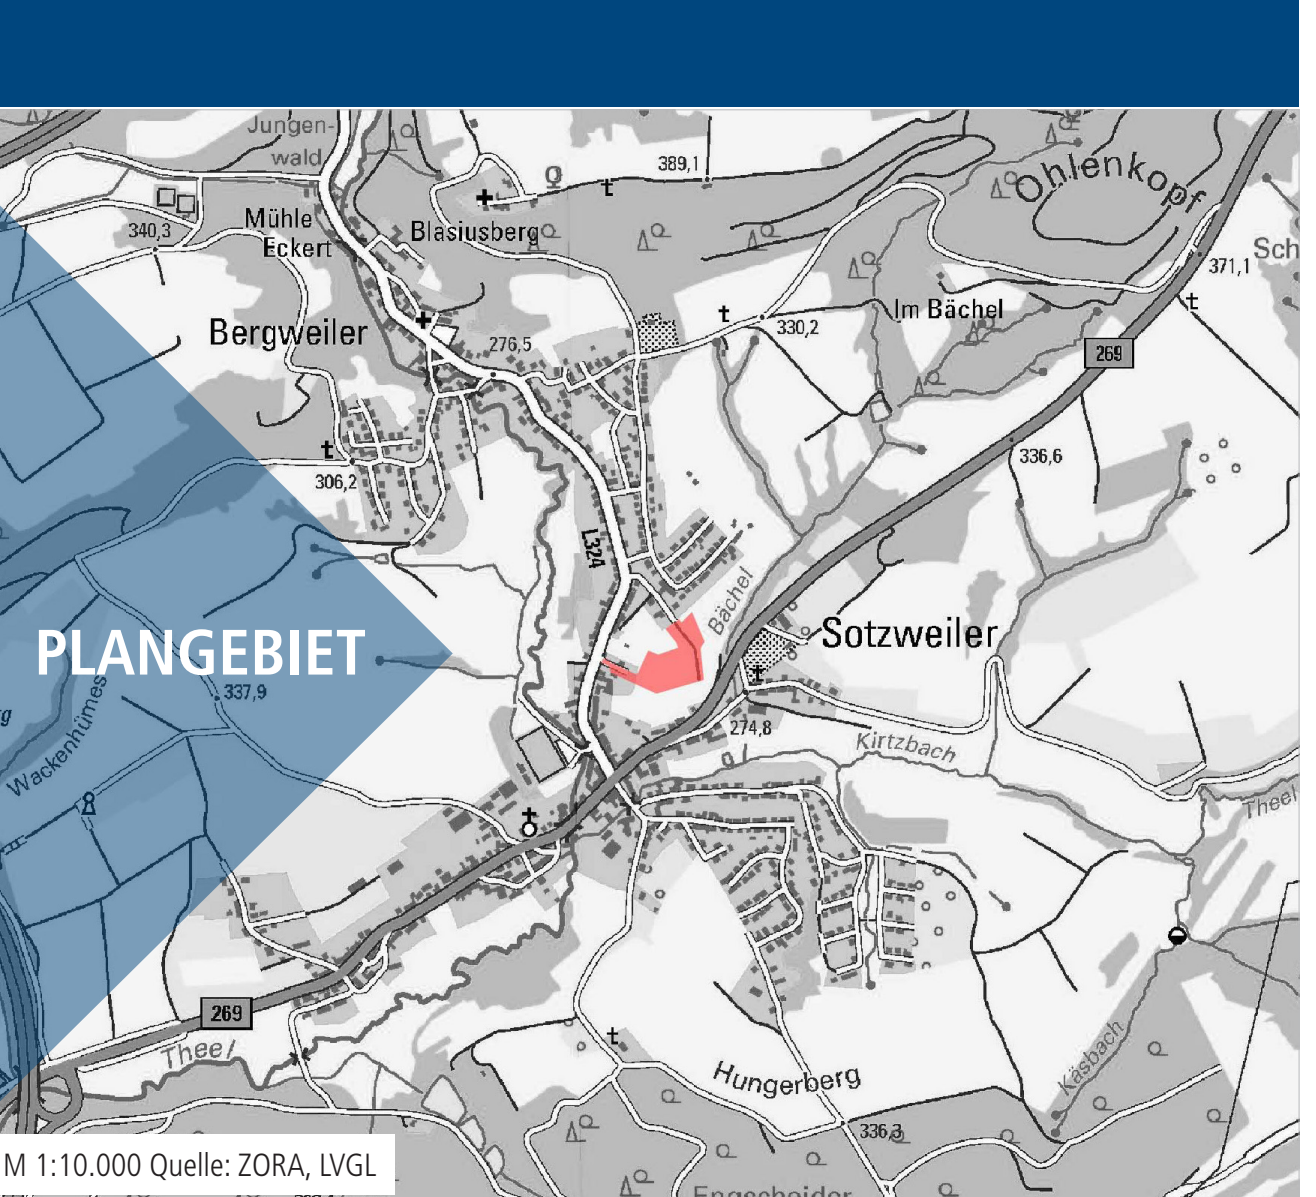 Jungen-
wald
389,1
Ohlenkopf
Mühle
Eckert
340,3
Blasiusberg
371,1
Sch
Im Bächel
330,2
Bergweiler
276,5
269
306,2
336,6
L324
Bächel
Sotzweiler
PLANGEBIET
337,9
Wackenhümes
274,8
Kirtzbach
Theel
269
Theel
Käsbach
Hungerberg
336,3
M 1:10.000 Quelle: ZORA, LVGL
Engscheider